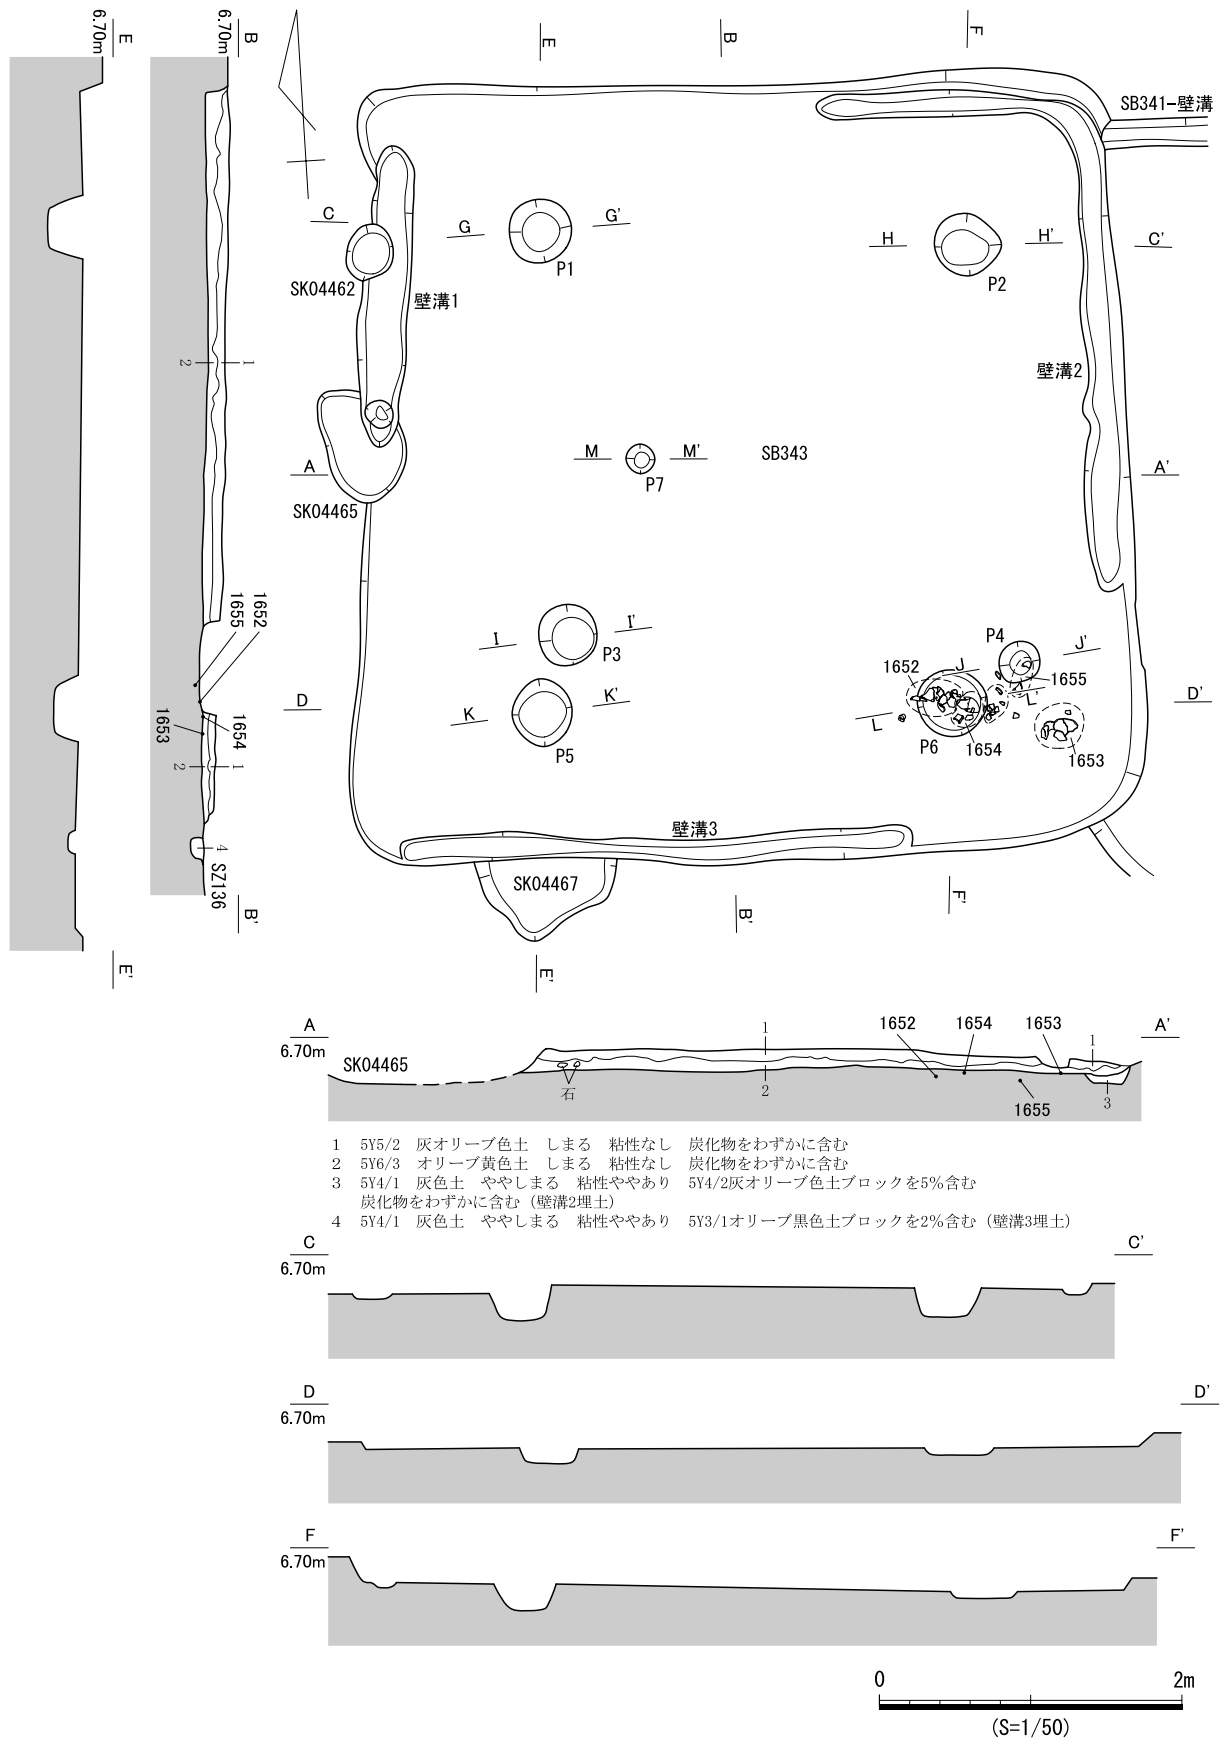 E
6.70m
B
6.70m
E
B
F
SB341-壁溝
C
G
G'
H
H'
C'
P1
P2
SK04462
壁溝1
壁溝2
2
1
A
M
M'
SB343
A'
P7
SK04465
1652
1655
I
I'
P3
P4
J
J'
1652
1655
D
K
K'
L
L'
D'
1654
1653
P5
P6
1654
1653
2
1
壁溝3
4
SZ136
SK04467
B'
F'
B'
E'
E'
A
6.70m
SK04465
1
1652
1654
1653
1
A'
石
2
1655
3
1 5Y5/2 灰オリーブ色土 しまる 粘性なし 炭化物をわずかに含む
2 5Y6/3 オリーブ黄色土 しまる 粘性なし 炭化物をわずかに含む
3 5Y4/1 灰色土 ややしまる 粘性ややあり 5Y4/2灰オリーブ色土ブロックを5%含む
炭化物をわずかに含む（壁溝2埋土）
4 5Y4/1 灰色土 ややしまる 粘性ややあり 5Y3/1オリーブ黒色土ブロックを2%含む（壁溝3埋土）
C
6.70m
C'
D
6.70m
D'
F
6.70m
F'
0
2m
(S=1/50)